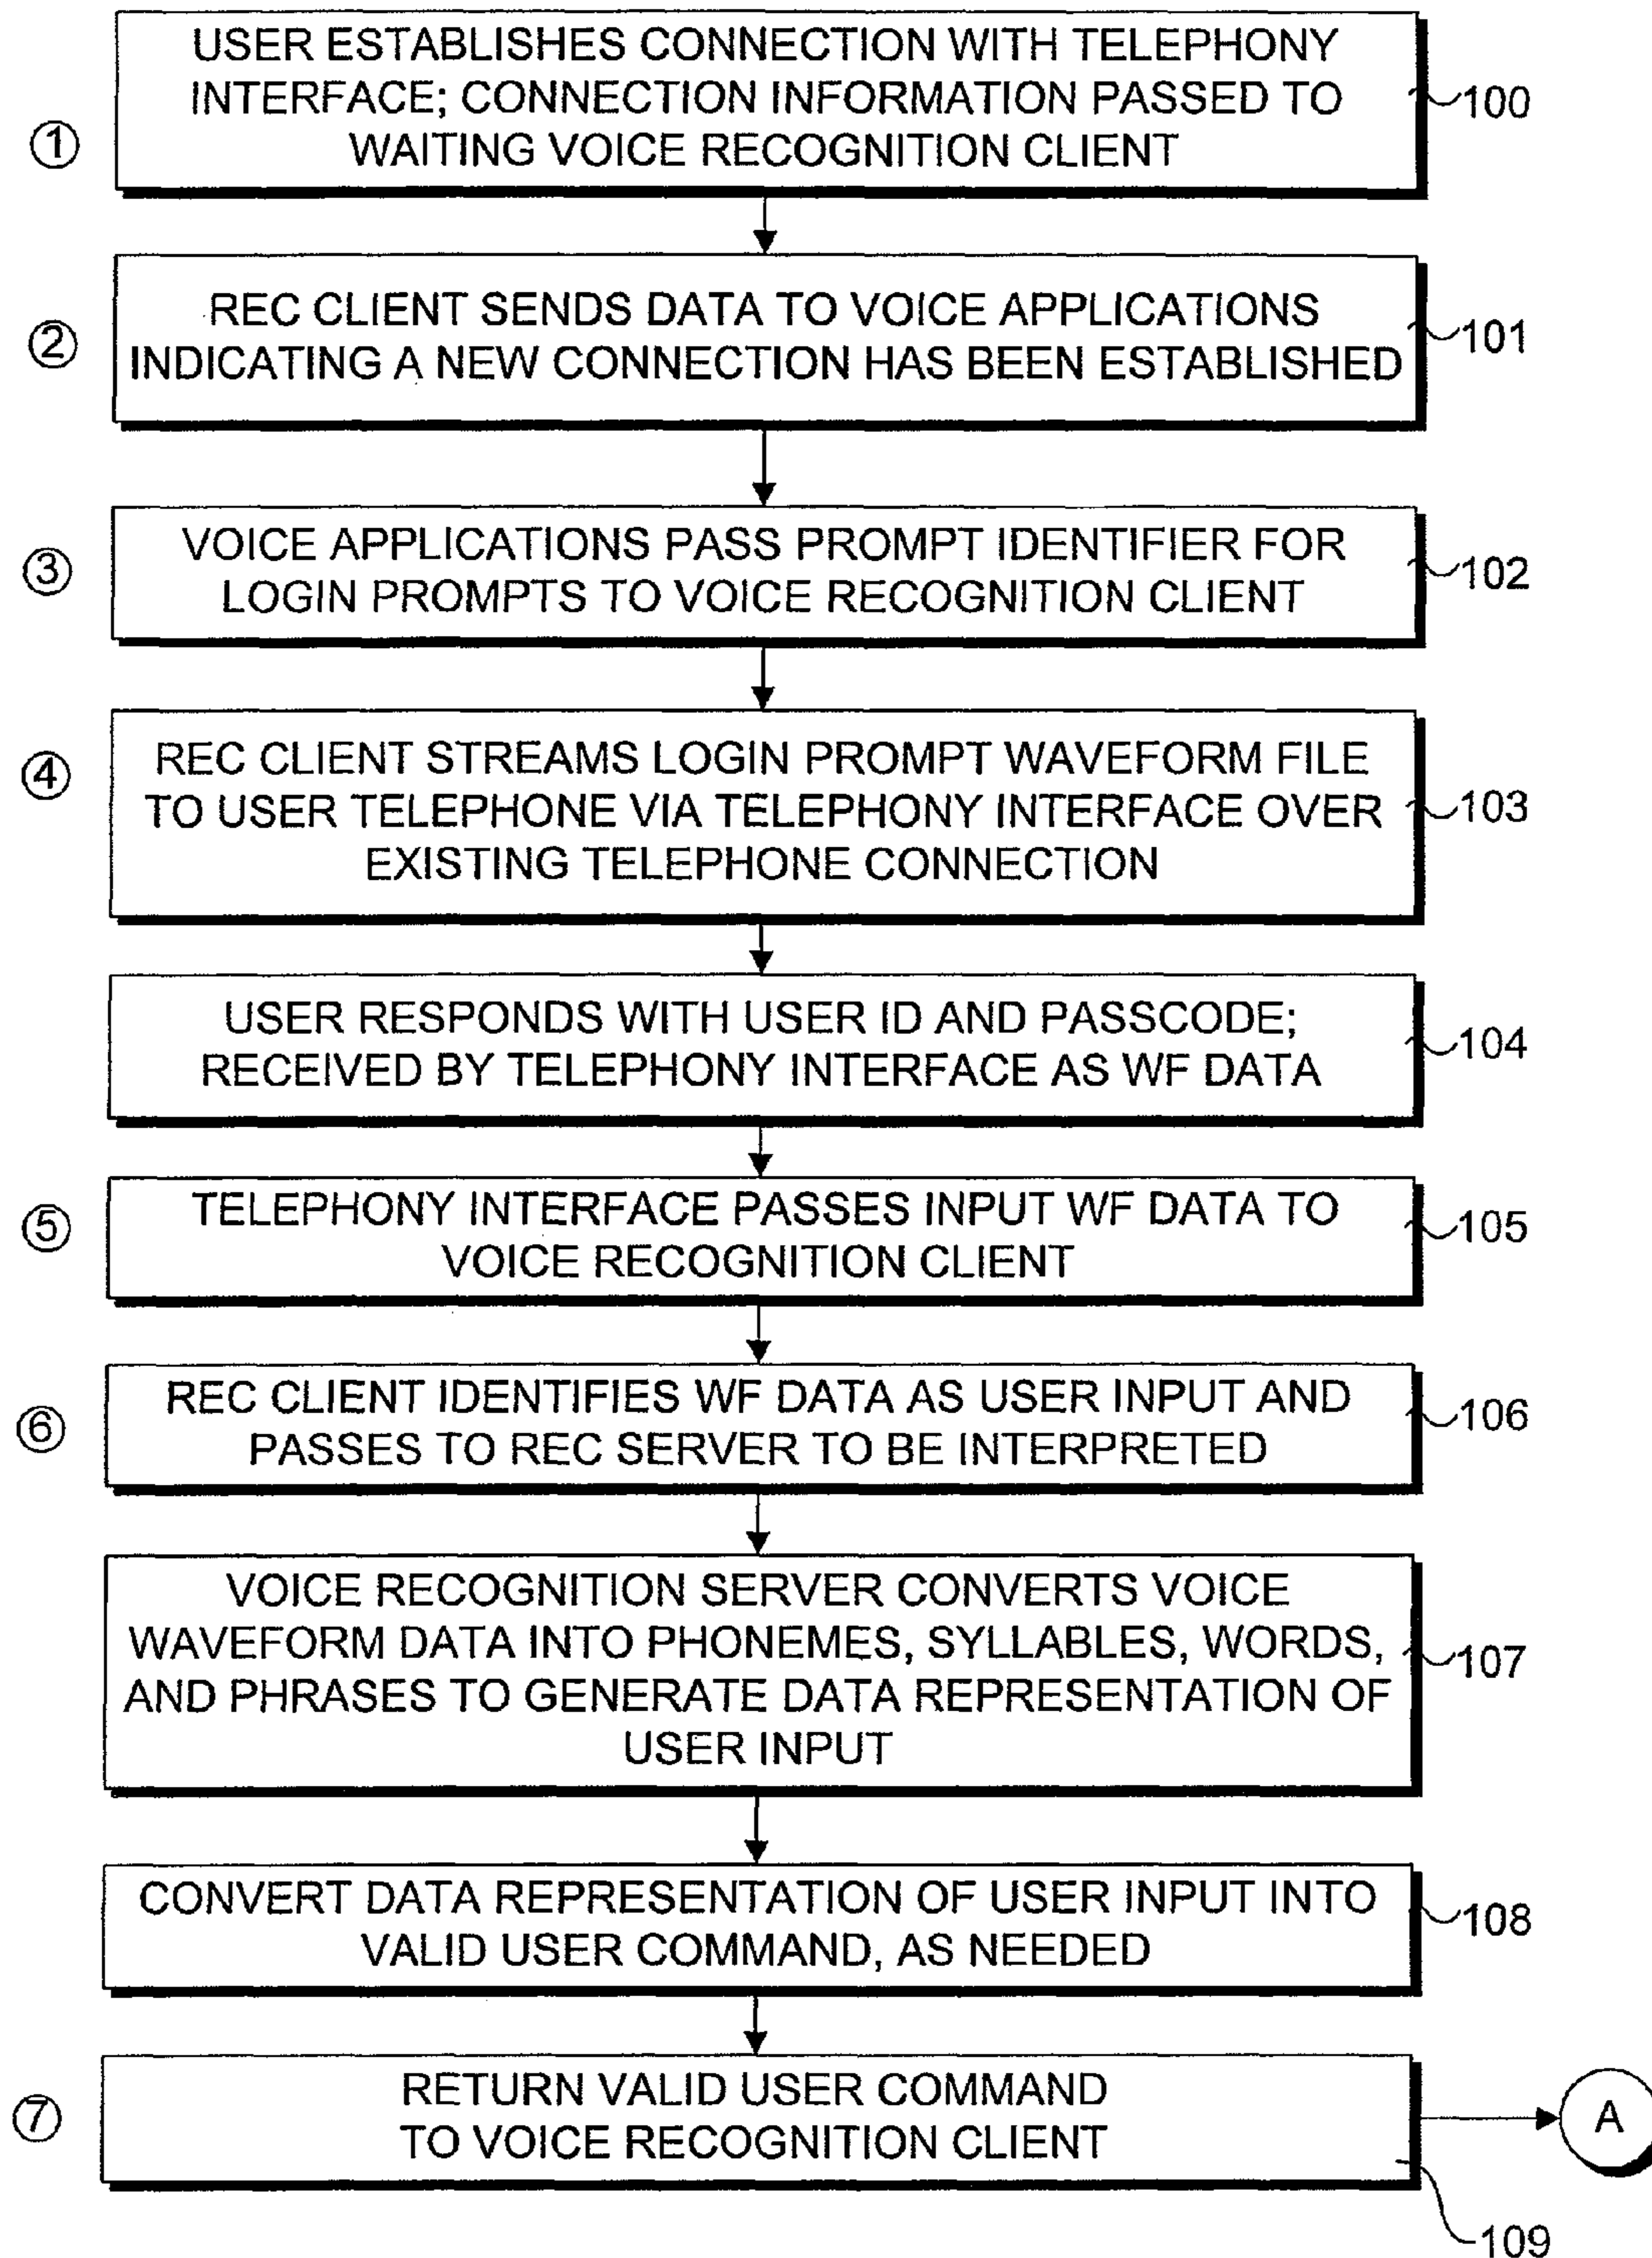 USER ESTABLISHES CONNECTION WITH TELEPHONY
INTERFACE; CONNECTION INFORMATION PASSED TO
WAITING VOICE RECOGNITION CLIENT
100
①
REC CLIENT SENDS DATA TO VOICE APPLICATIONS
INDICATING A NEW CONNECTION HAS BEEN ESTABLISHED
101
②
VOICE APPLICATIONS PASS PROMPT IDENTIFIER FOR
LOGIN PROMPTS TO VOICE RECOGNITION CLIENT
102
③
REC CLIENT STREAMS LOGIN PROMPT WAVEFORM FILE
TO USER TELEPHONE VIA TELEPHONY INTERFACE OVER
EXISTING TELEPHONE CONNECTION
103
④
USER RESPONDS WITH USER ID AND PASSCODE;
RECEIVED BY TELEPHONY INTERFACE AS WF DATA
104
TELEPHONY INTERFACE PASSES INPUT WF DATA TO
VOICE RECOGNITION CLIENT
105
⑤
REC CLIENT IDENTIFIES WF DATA AS USER INPUT AND
PASSES TO REC SERVER TO BE INTERPRETED
106
⑥
VOICE RECOGNITION SERVER CONVERTS VOICE
WAVEFORM DATA INTO PHONEMES, SYLLABLES, WORDS,
AND PHRASES TO GENERATE DATA REPRESENTATION OF
USER INPUT
107
CONVERT DATA REPRESENTATION OF USER INPUT INTO
VALID USER COMMAND, AS NEEDED
108
RETURN VALID USER COMMAND
TO VOICE RECOGNITION CLIENT
⑦
A
109